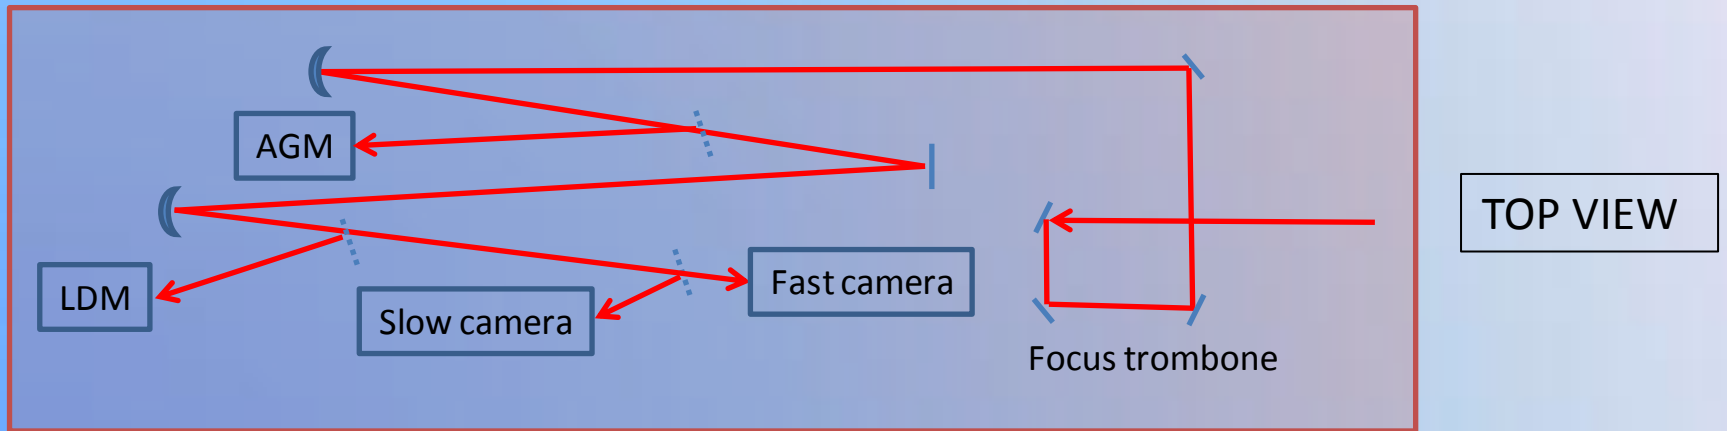 AGM
TOP VIEW
LDM
Slow camera
Fast camera
Focus trombone